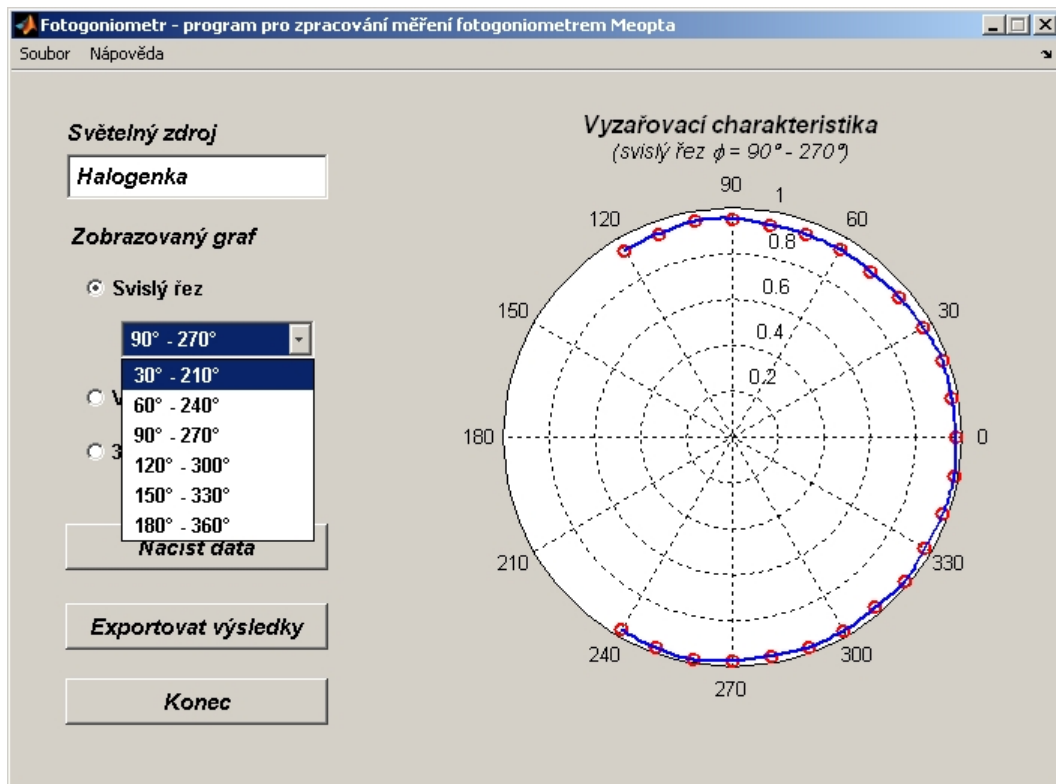 Fotogoniometr - program pro zpracování měření fotogoniometrem Meopta
Soubor Nápověda
Světelný zdroj
Halogenka
Zobrazovaný graf
Svislý řez
90° - 270°
30° - 210°
60° - 240°
90° - 270°
120° - 300°
150° - 330°
180° - 360°
V
3
Načíst data
Exportovat výsledky
Konec
Vyzařovací charakteristika
(svislý řez ϕ = 90° - 270°)
90
1
120
60
0.8
0.6
150
30
0.4
0.2
180
0
210
330
240
300
270